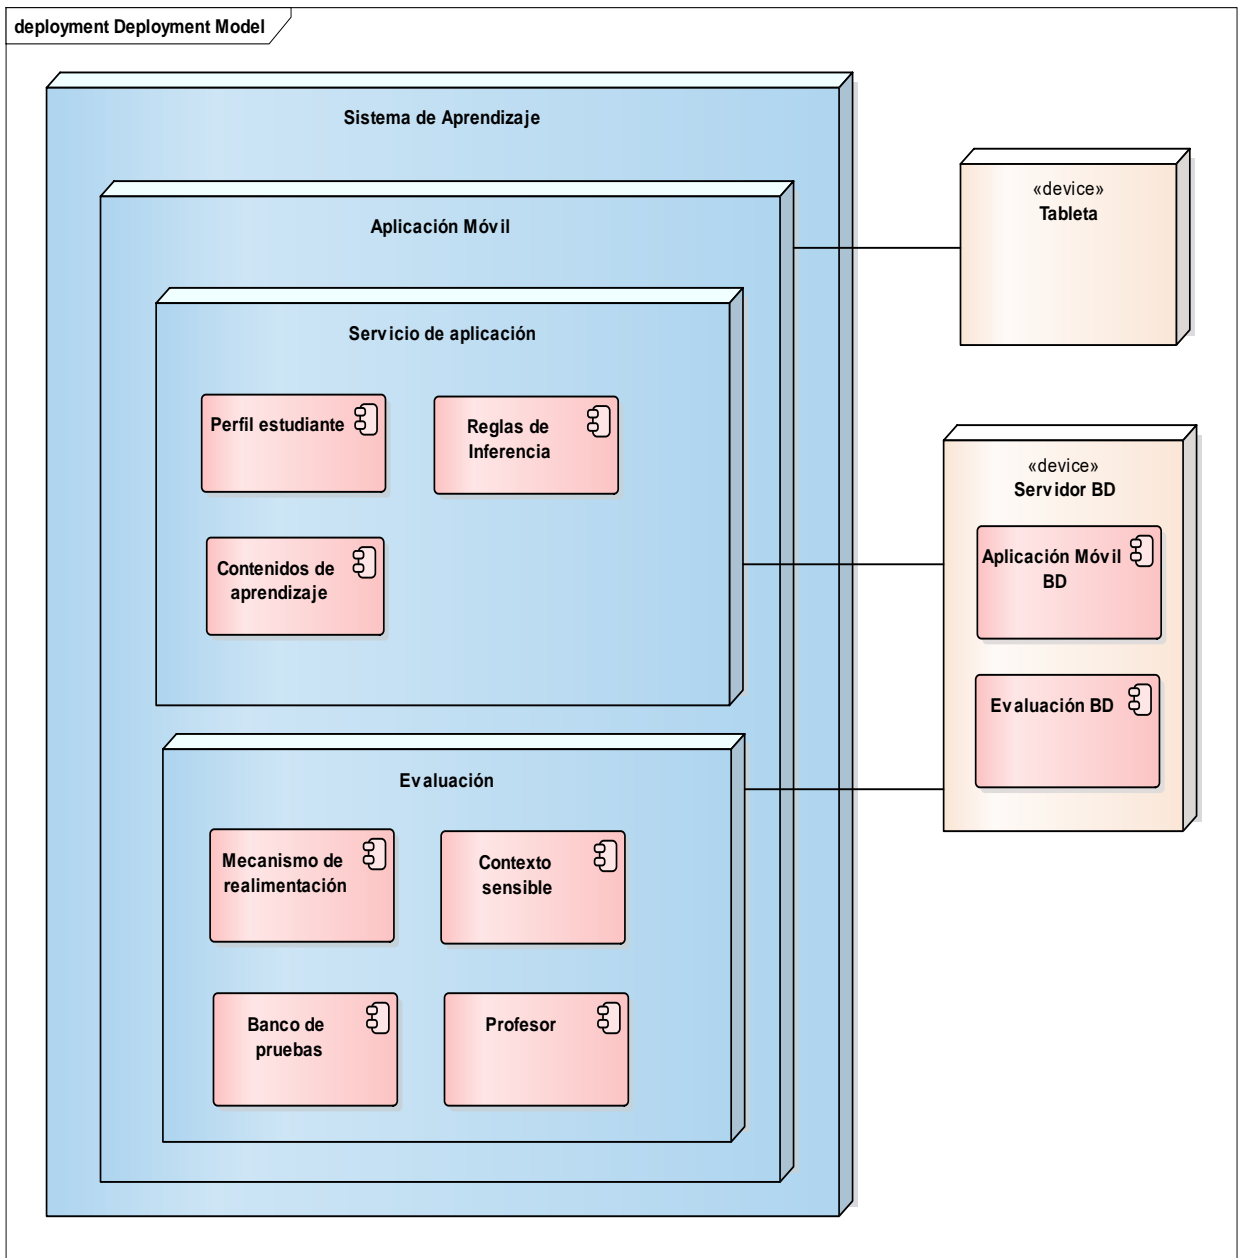 deployment Deployment Model
Sistema de Aprendizaje
Aplicación Móvil
Servicio de aplicación
Perfil estudiante
Reglas de
Inferencia
Contenidos de
aprendizaje
Evaluación
Mecanismo de
realimentación
Contexto
sensible
Banco de
pruebas
Profesor
«device»
Tableta
«device»
Servidor BD
Aplicación Móvil
BD
Evaluación BD